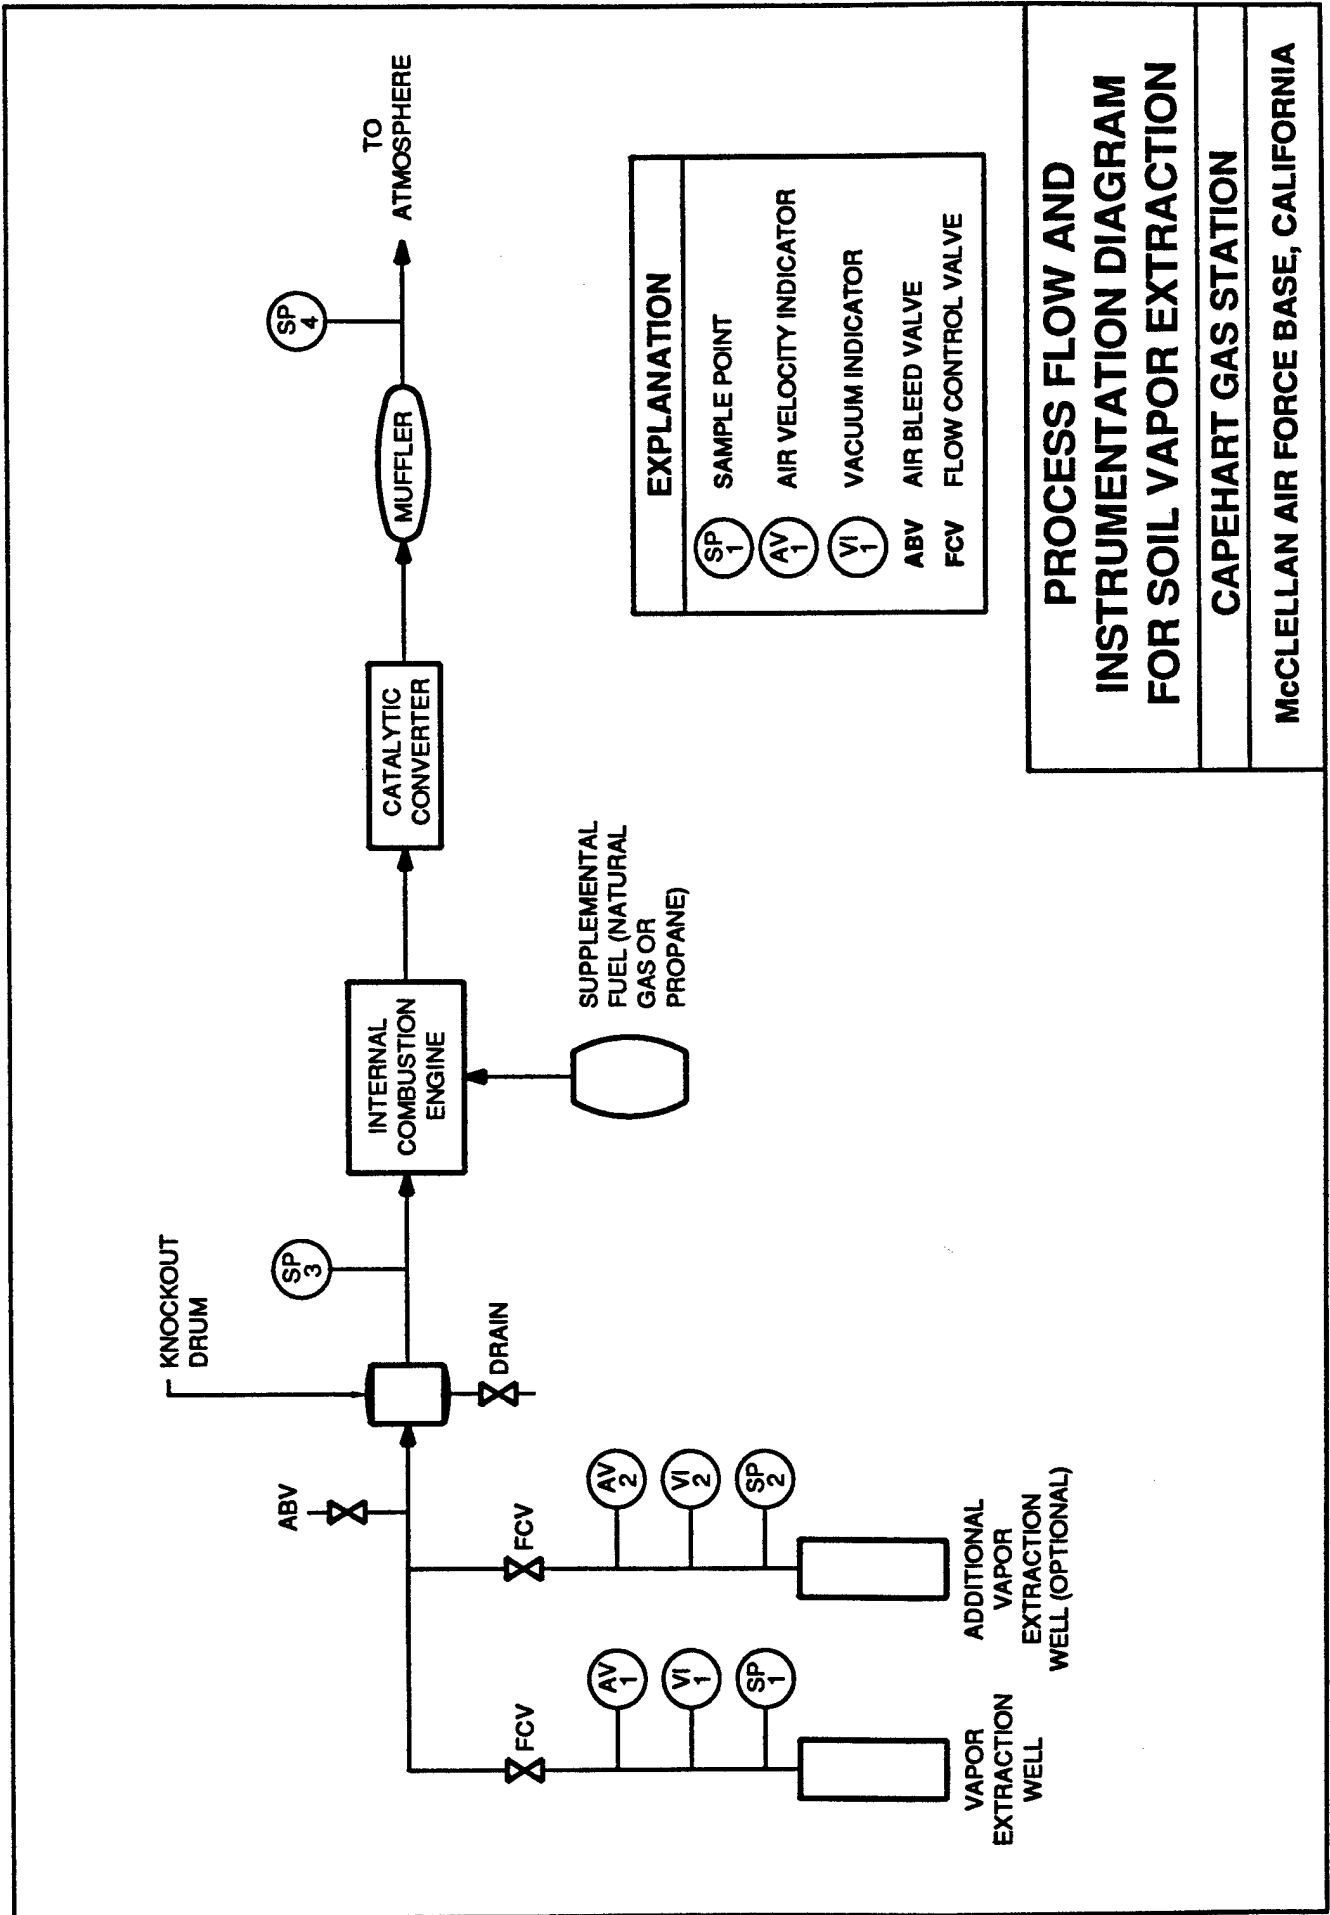 KNOCKOUT
DRUM
ABV
SP
3
DRAIN
FCV
FCV
AV
1
VI
1
SP
1
AV
2
VI
2
SP
2
VAPOR
EXTRACTION
WELL
ADDITIONAL
VAPOR
EXTRACTION
WELL (OPTIONAL)
INTERNAL
COMBUSTION
ENGINE
SUPPLEMENTAL
FUEL (NATURAL
GAS OR
PROPANE)
CATALYTIC
CONVERTER
MUFFLER
SP
4
TO
ATMOSPHERE
EXPLANATION
SP
1
SAMPLE POINT
AV
1
AIR VELOCITY INDICATOR
VI
1
VACUUM INDICATOR
ABV AIR BLEED VALVE
FCV FLOW CONTROL VALVE
PROCESS FLOW AND
INSTRUMENTATION DIAGRAM
FOR SOIL VAPOR EXTRACTION
CAPEHART GAS STATION
McCLELLAN AIR FORCE BASE, CALIFORNIA